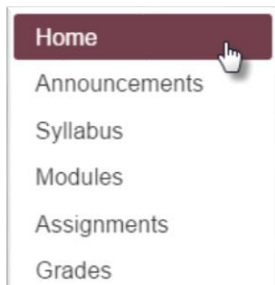 Home
Announcements
Syllabus
Modules
Assignments
Grades